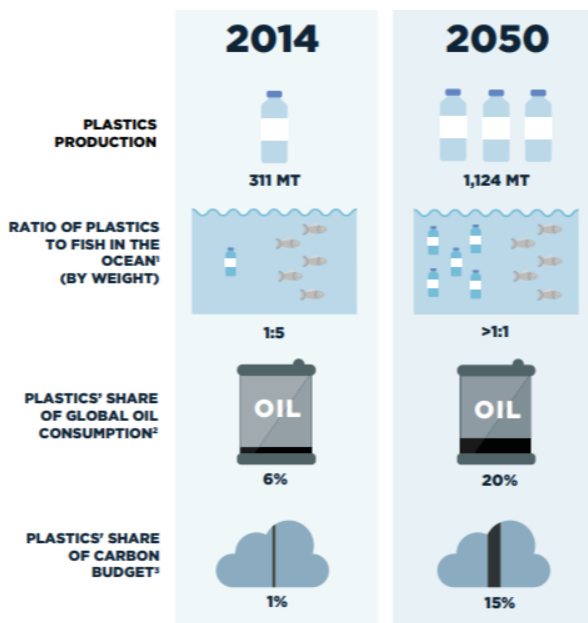 2014
2050
PLASTICS
PRODUCTION
311 MT
1,124 MT
RATIO OF PLASTICS
TO FISH IN THE
OCEAN¹
(BY WEIGHT)
1:5
>1:1
PLASTICS' SHARE
OF GLOBAL OIL
CONSUMPTION²
OIL
OIL
6%
20%
PLASTICS' SHARE
OF CARBON
BUDGET³
1%
15%